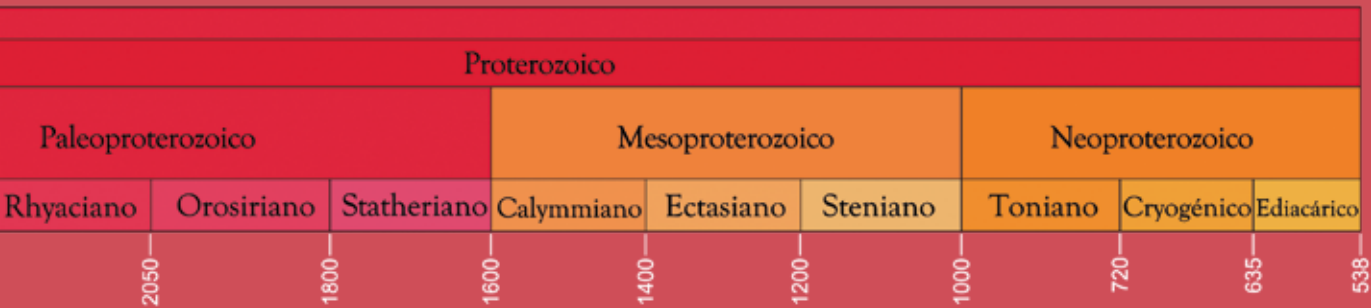 Proterozoico
Paleoproterozoico Mesoproterozoico Neoproterozoico
Rhyaciano Orosiriano Statheriano Calymmiano Ectasiano Steniano Toniano Cryogénico Ediacárico
2050 1800 1600 1400 1200 1000 720 635 538